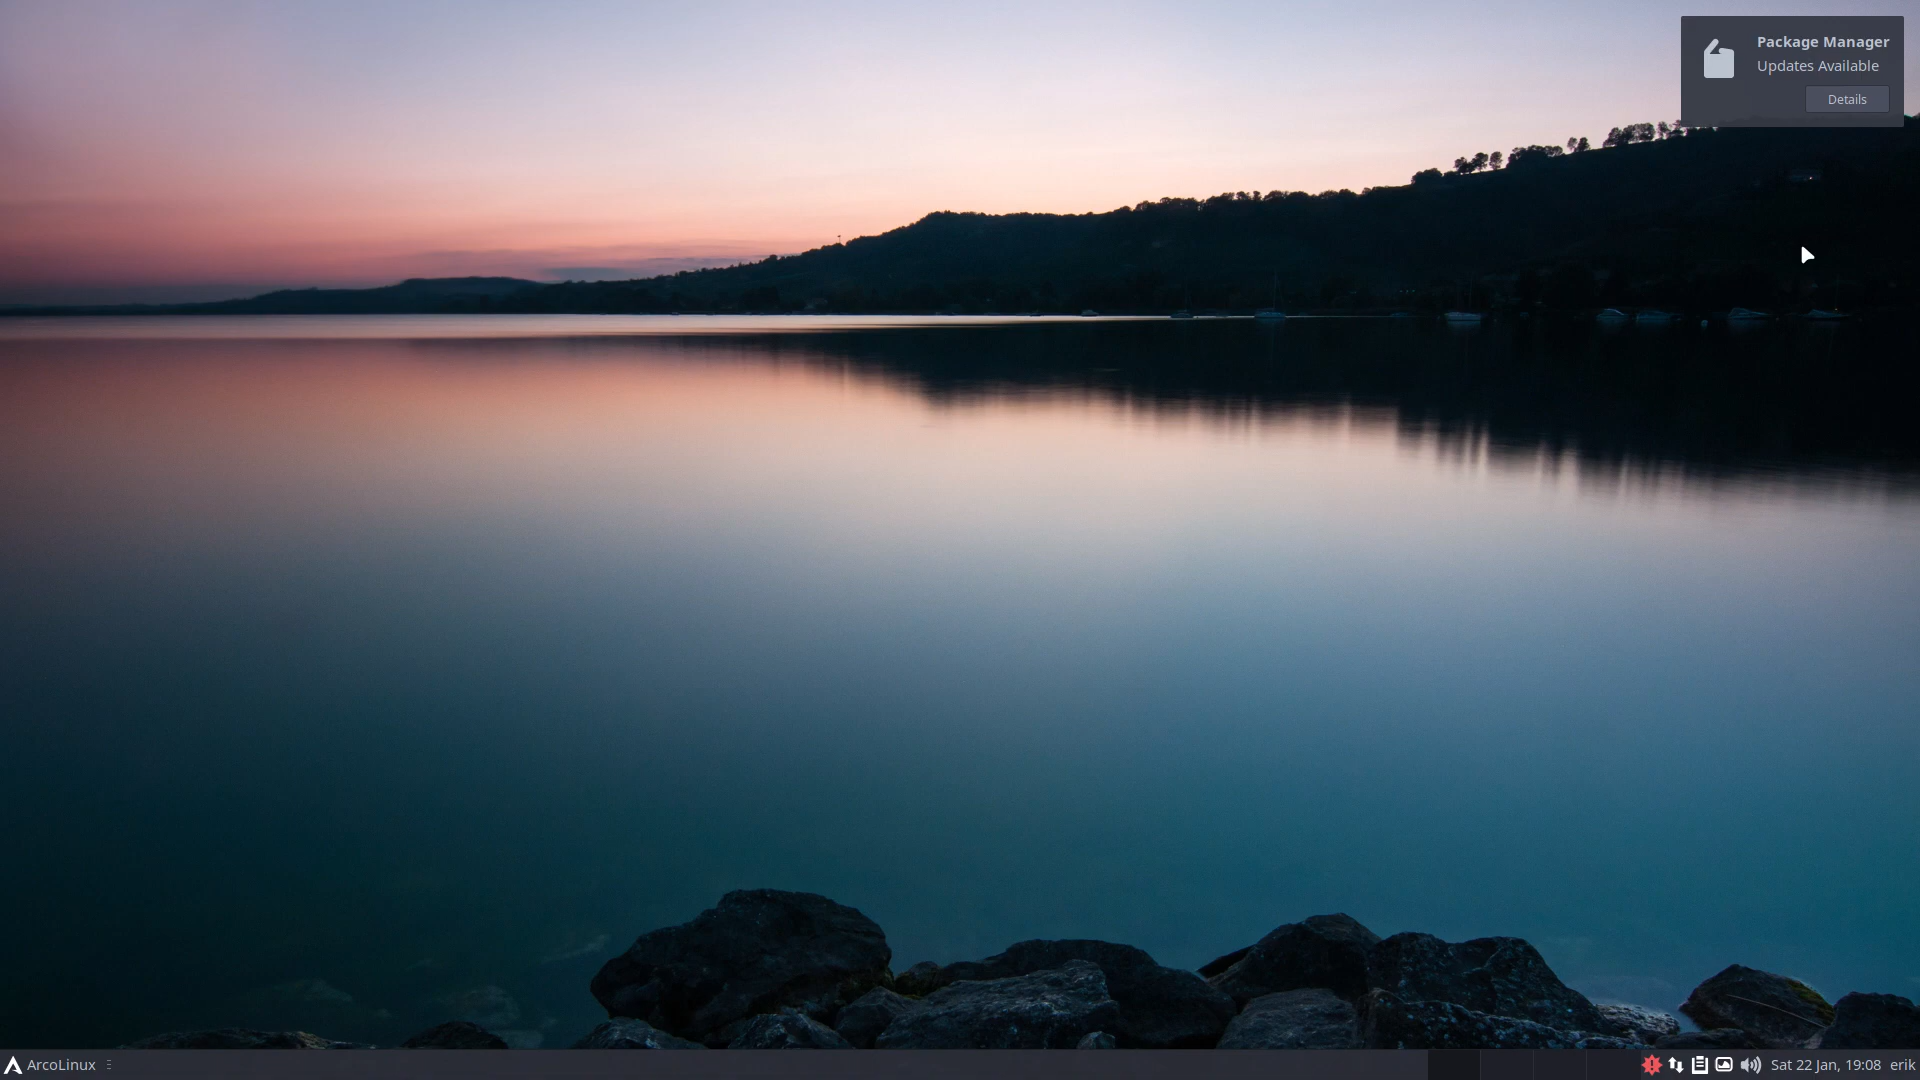 Package Manager
Updates Available
Details
ArcoLinux
Sat 22 Jan, 19:08 erik